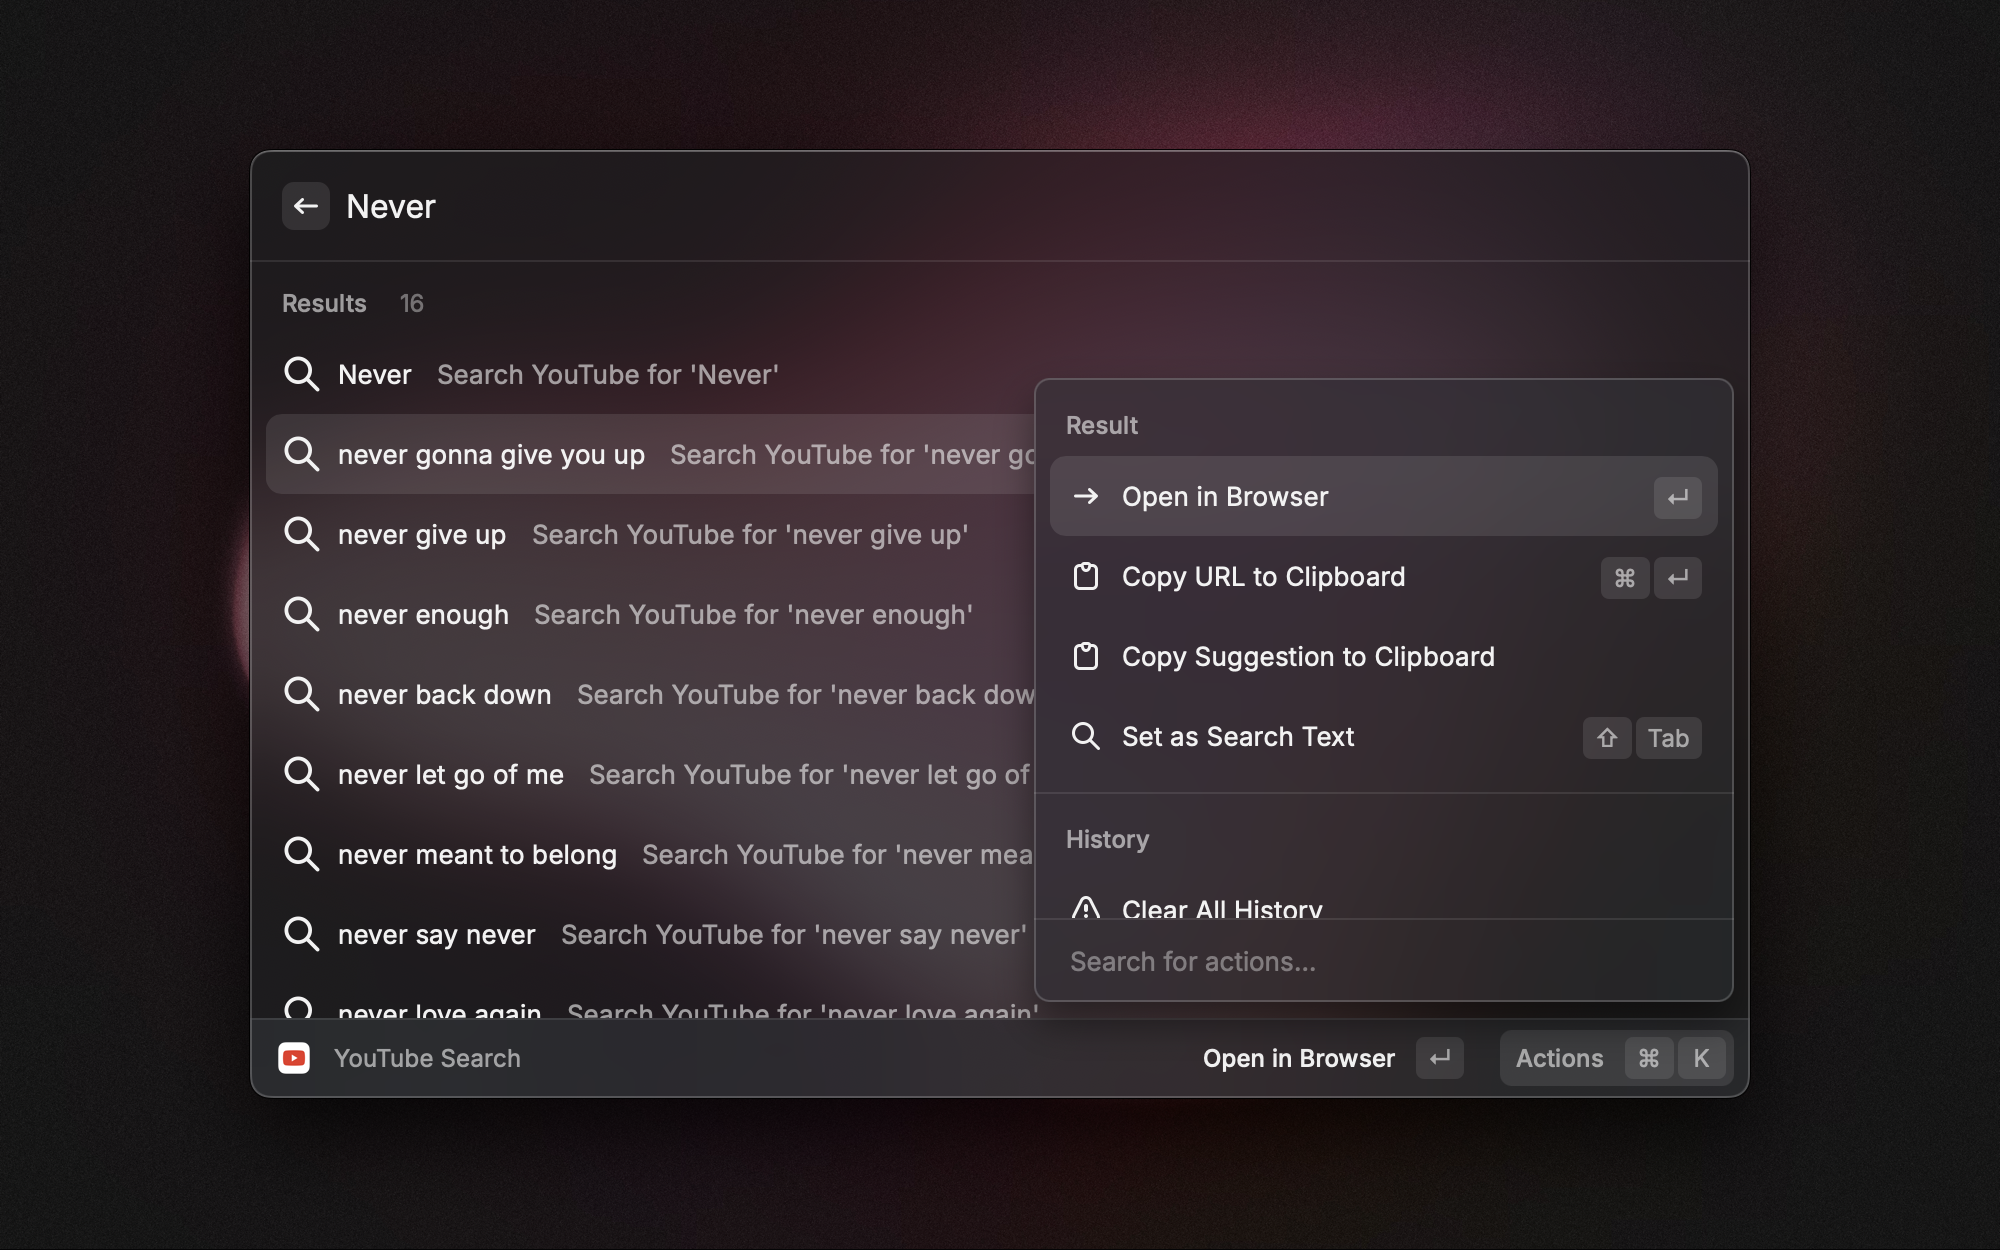 Never
Results 16
Never Search YouTube for 'Never'
never gonna give you up Search YouTube for 'never go
never give up Search YouTube for 'never give up'
never enough Search YouTube for 'never enough'
never back down Search YouTube for 'never back dow
never let go of me Search YouTube for 'never let go of
never meant to belong Search YouTube for 'never mea
never say never Search YouTube for 'never say never'
never love again Search YouTube for 'never love again'
Result
Open in Browser ↵
Copy URL to Clipboard ⌘ ↵
Copy Suggestion to Clipboard
Set as Search Text ⇧ Tab
History
Clear All History
Search for actions...
YouTube Search
Open in Browser ↵ Actions ⌘ K